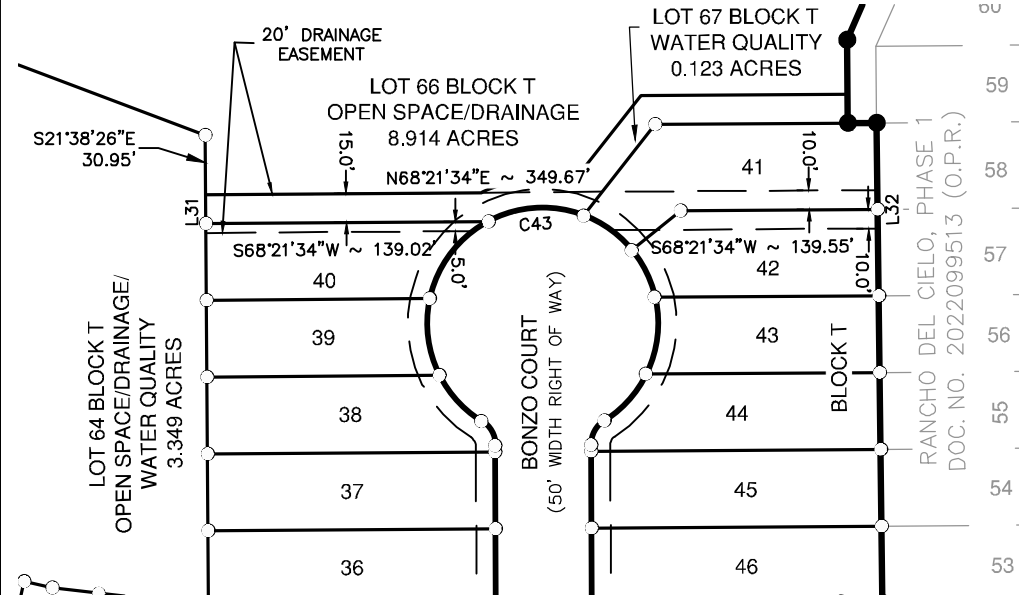 LOT 67 BLOCK T
WATER QUALITY
0.123 ACRES
60
20' DRAINAGE
EASEMENT
LOT 66 BLOCK T
OPEN SPACE/DRAINAGE
8.914 ACRES
59
S21°38'26"E
30.95'
15.0'
N68°21'34"E ~ 349.67'
41
10.0'
58
L31
C43
L32
S68°21'34"W ~ 139.02'
5.0'
S68°21'34"W ~ 139.55'
10.0'
57
40
42
39
43
56
38
44
55
37
45
54
36
46
53
LOT 64 BLOCK T
OPEN SPACE/DRAINAGE/
WATER QUALITY
3.349 ACRES
BONZO COURT
(50' WIDTH RIGHT OF WAY)
BLOCK T
RANCHO DEL CIELO, PHASE 1
DOC. NO. 2022099513 (O.P.R.)